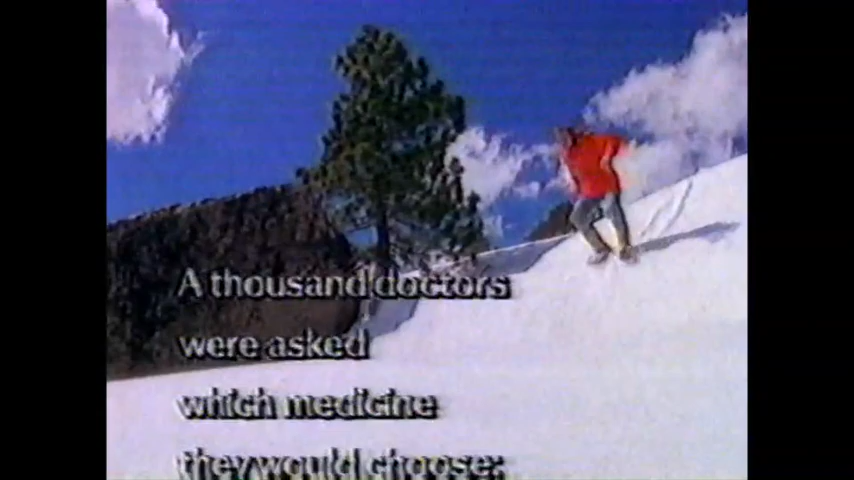 A thousand doctors
were asked
which medicine
they would choose: